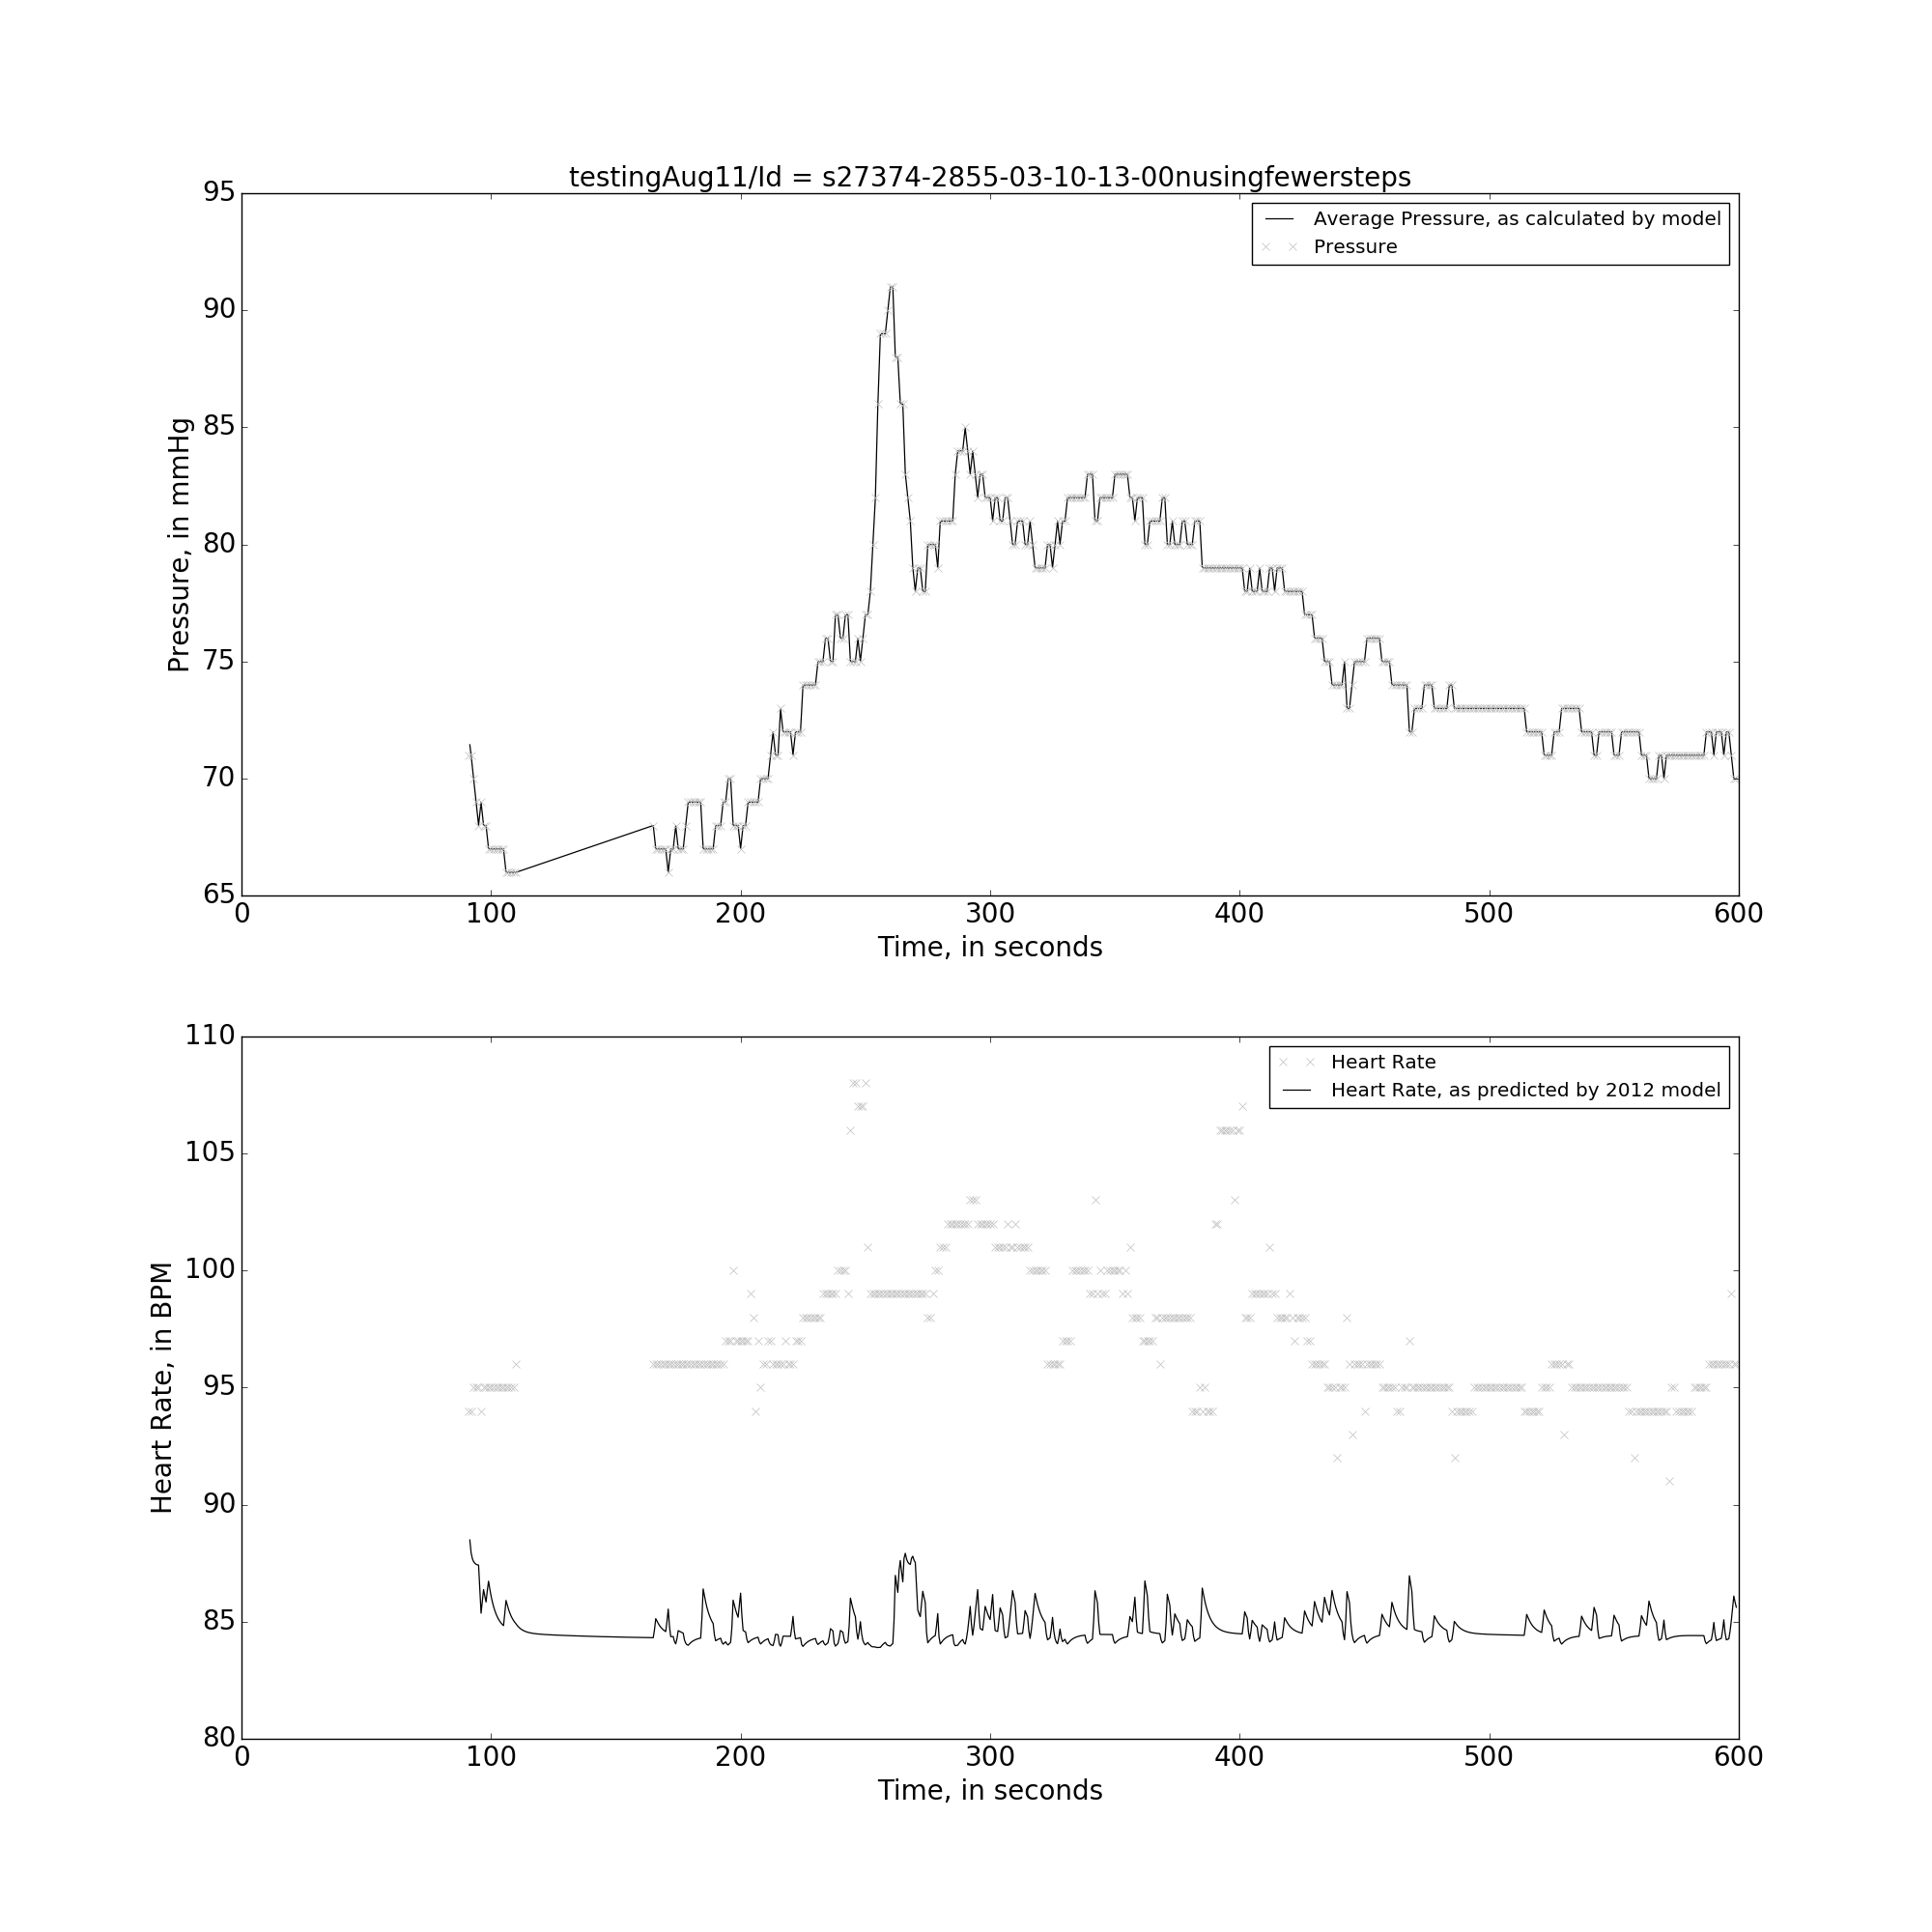 testingAug11/Id = s27374-2855-03-10-13-00nusingfewersteps
95
90
85
80
75
70
65
Pressure, in mmHg
Average Pressure, as calculated by model
Pressure
0 100 200 300 400 500 600
Time, in seconds
110
105
100
95
90
85
80
Heart Rate, in BPM
Heart Rate
Heart Rate, as predicted by 2012 model
0 100 200 300 400 500 600
Time, in seconds